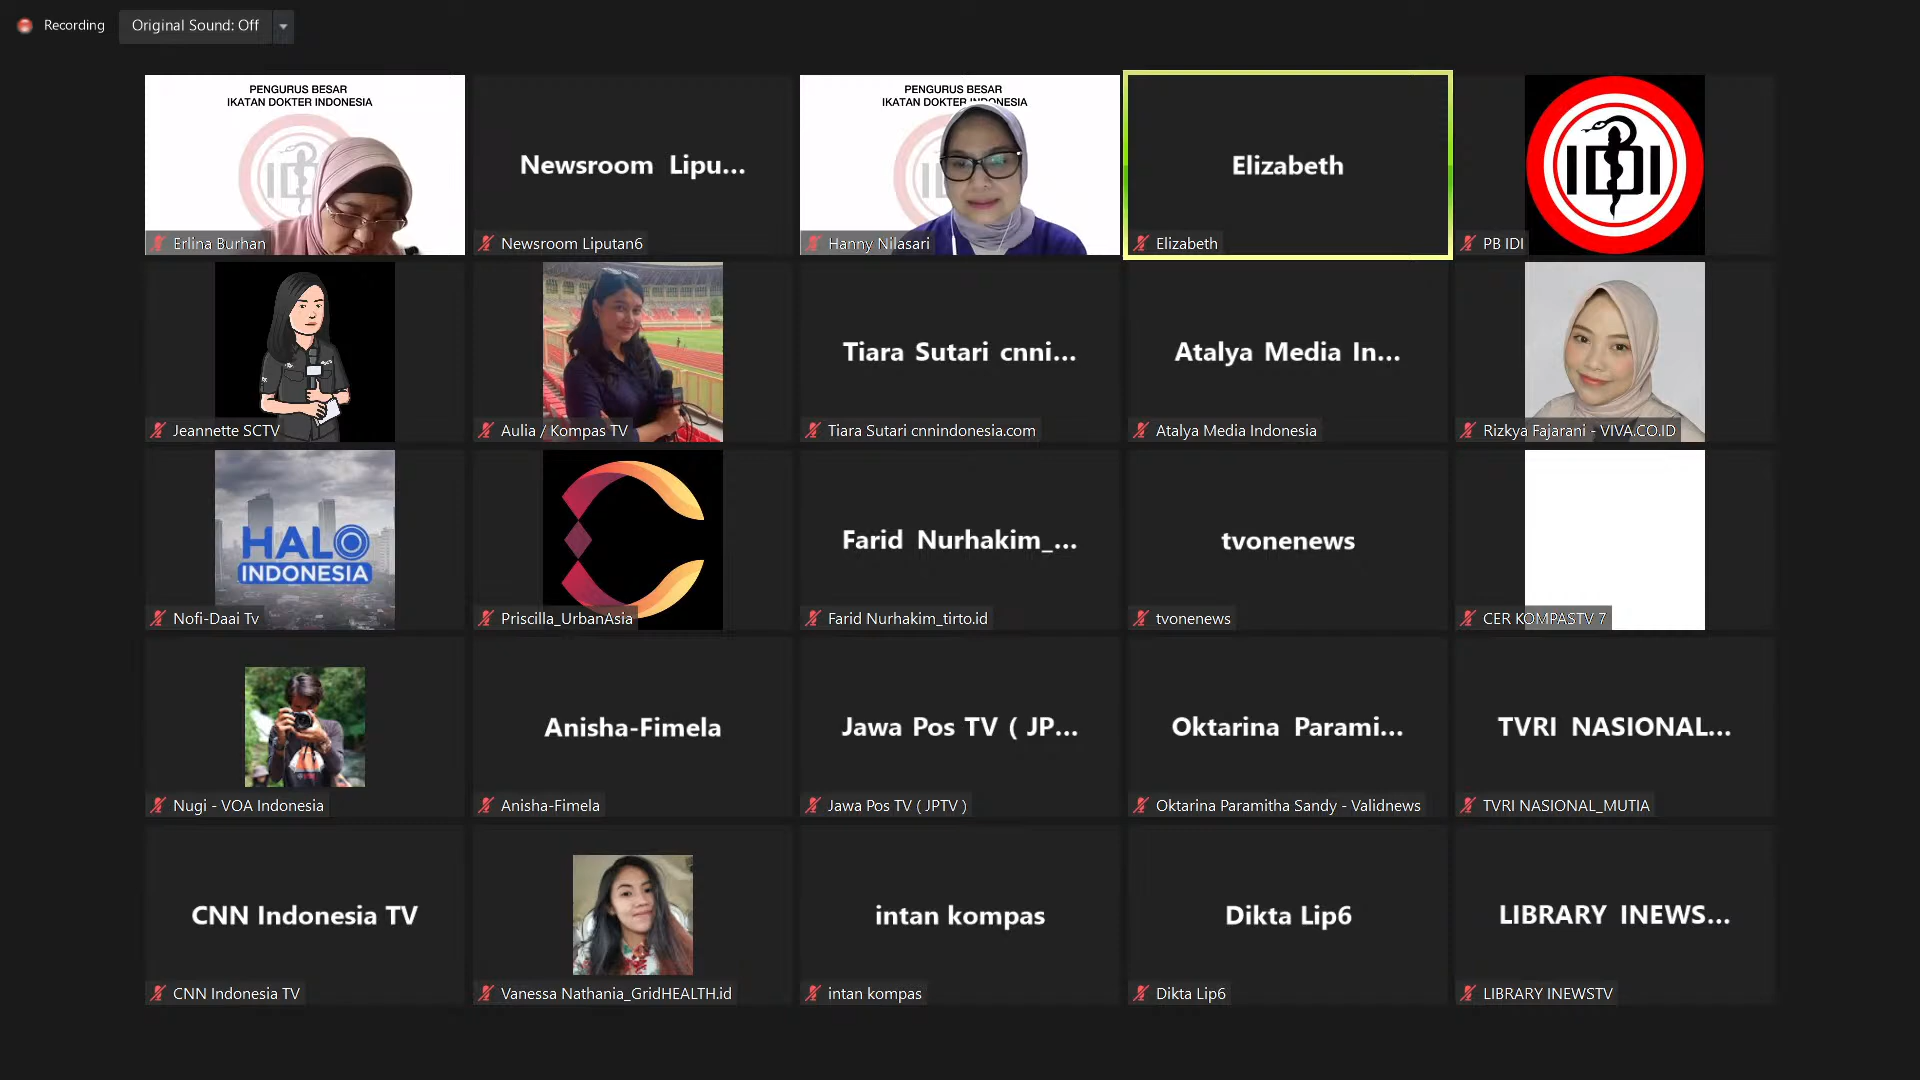 Recording
Original Sound: Off
PENGURUS BESAR
IKATAN DOKTER INDONESIA
IDI
Erlina Burhan
Newsroom Lipu...
Newsroom Liputan6
PENGURUS BESAR
IKATAN DOKTER INDONESIA
Hanny Nilasari
Elizabeth
Elizabeth
IDI
PB IDI
Jeannette SCTV
Aulia / Kompas TV
Tiara Sutari cnni...
Tiara Sutari cnnindonesia.com
Atalya Media In...
Atalya Media Indonesia
Rizkya Fajarani - VIVA.CO.ID
HALO
INDONESIA
Nofi-Daai Tv
Priscilla_UrbanAsia
Farid Nurhakim_...
Farid Nurhakim_tirto.id
tvonenews
tvonenews
CER KOMPASTV 7
Nugi - VOA Indonesia
Anisha-Fimela
Anisha-Fimela
Jawa Pos TV ( JP...
Jawa Pos TV ( JPTV )
Oktarina Parami...
Oktarina Paramitha Sandy - Validnews
TVRI NASIONAL...
TVRI NASIONAL_MUTIA
CNN Indonesia TV
CNN Indonesia TV
Vanessa Nathania_GridHEALTH.id
intan kompas
intan kompas
Dikta Lip6
Dikta Lip6
LIBRARY INEWS...
LIBRARY INEWSTV